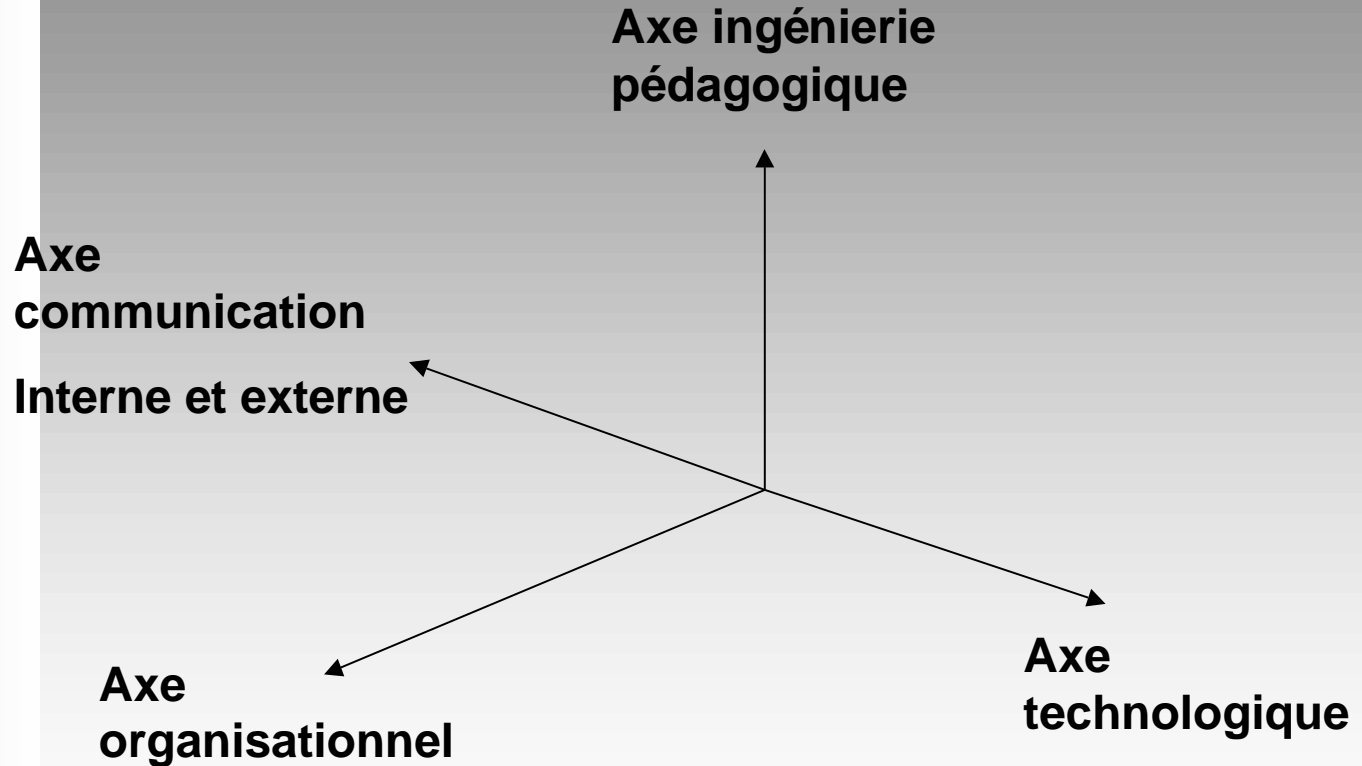 Axe ingénierie
pédagogique
Axe
communication
Interne et externe
Axe
organisationnel
Axe
technologique